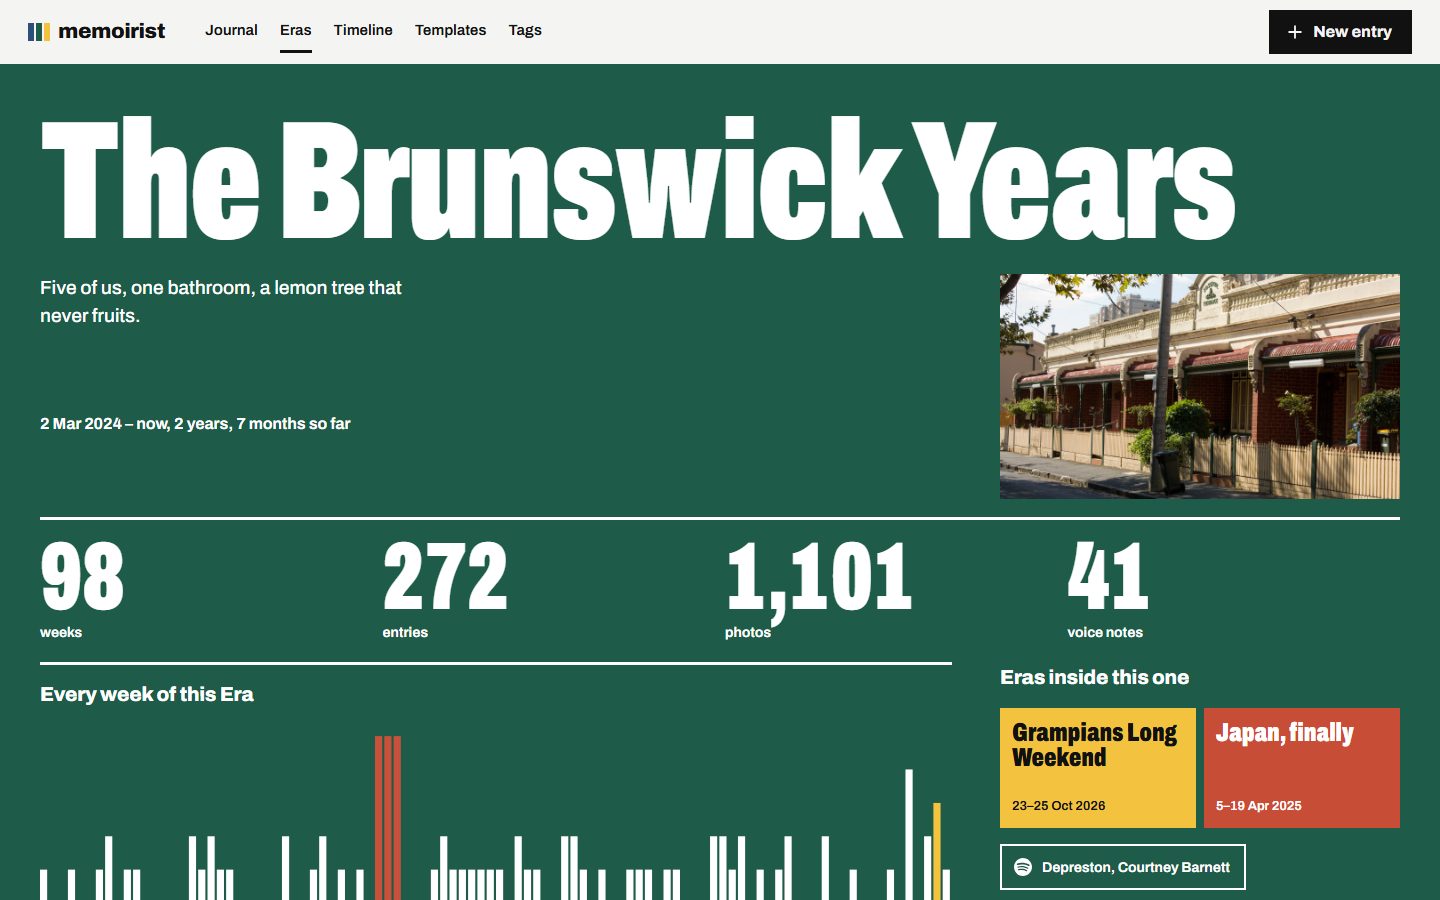 memoirist
Journal
Eras
Timeline
Templates
Tags
New entry
The Brunswick Years
Five of us, one bathroom, a lemon tree that
never fruits.
2 Mar 2024 – now, 2 years, 7 months so far
98
weeks
272
entries
1,101
photos
41
voice notes
Every week of this Era
Eras inside this one
Grampians Long
Weekend
23–25 Oct 2026
Japan, finally
5–19 Apr 2025
Depreston, Courtney Barnett